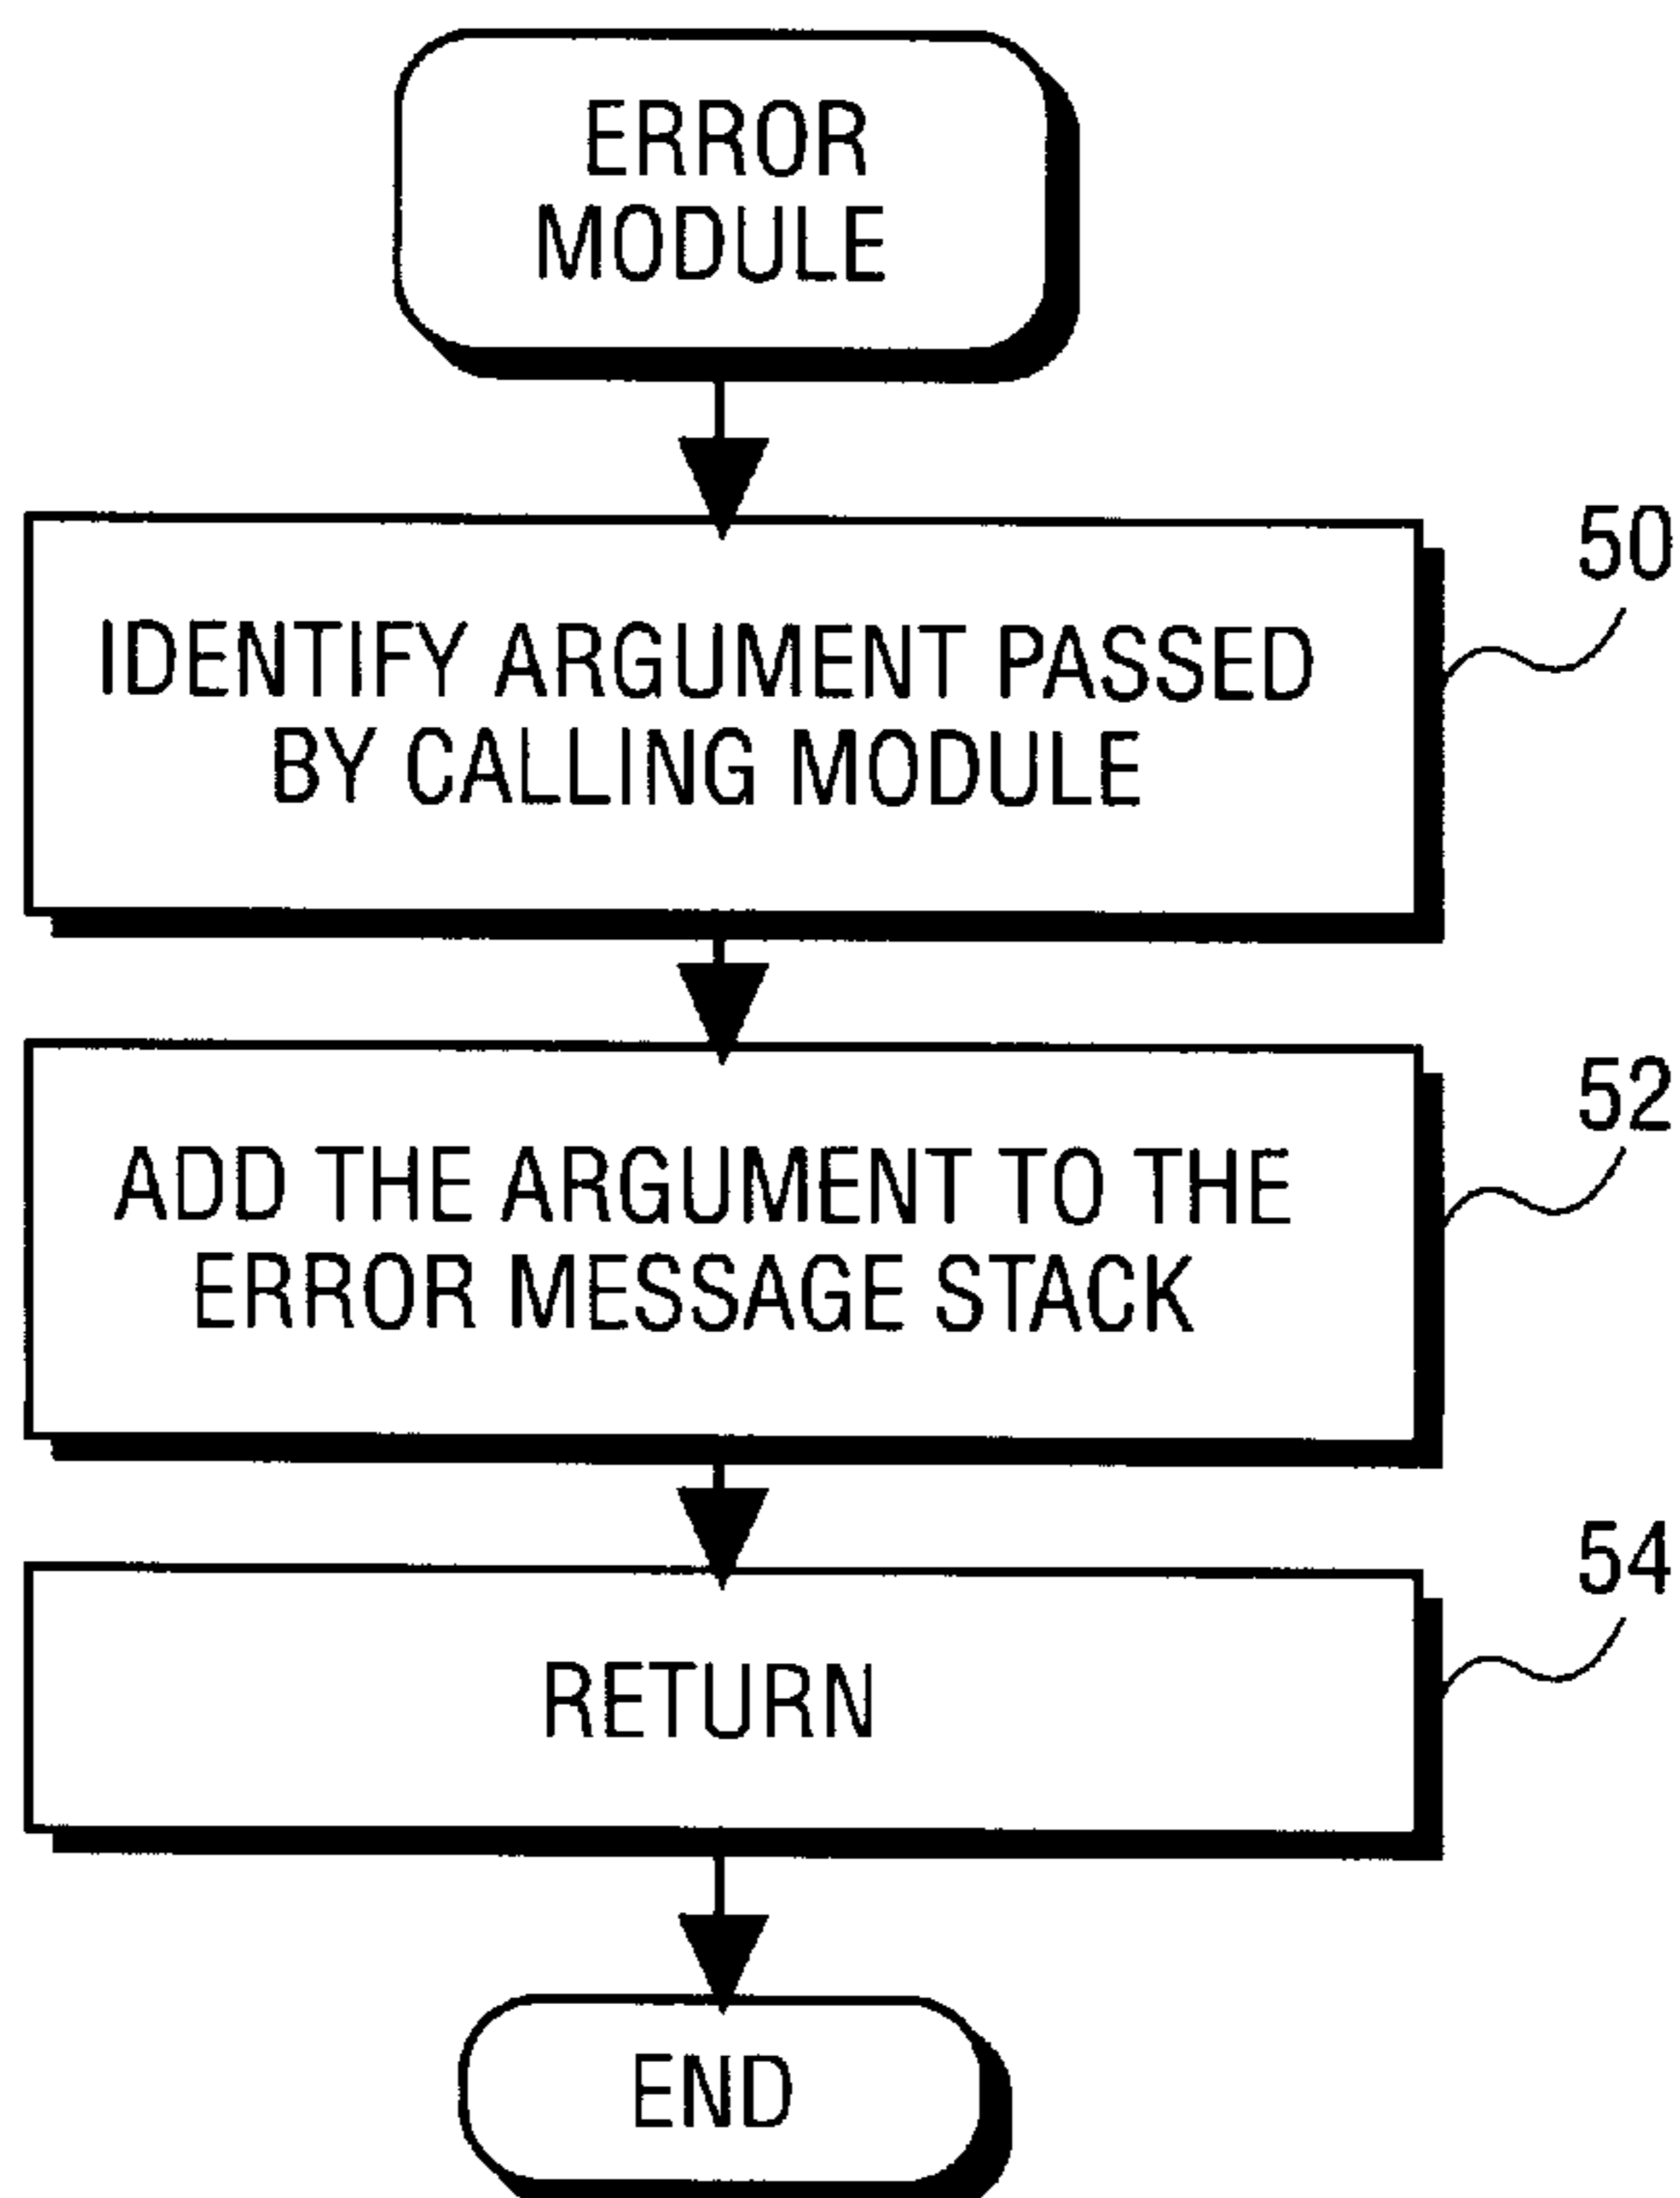 ERROR
MODULE
50
IDENTIFY ARGUMENT PASSED
BY CALLING MODULE
52
ADD THE ARGUMENT TO THE
ERROR MESSAGE STACK
54
RETURN
END